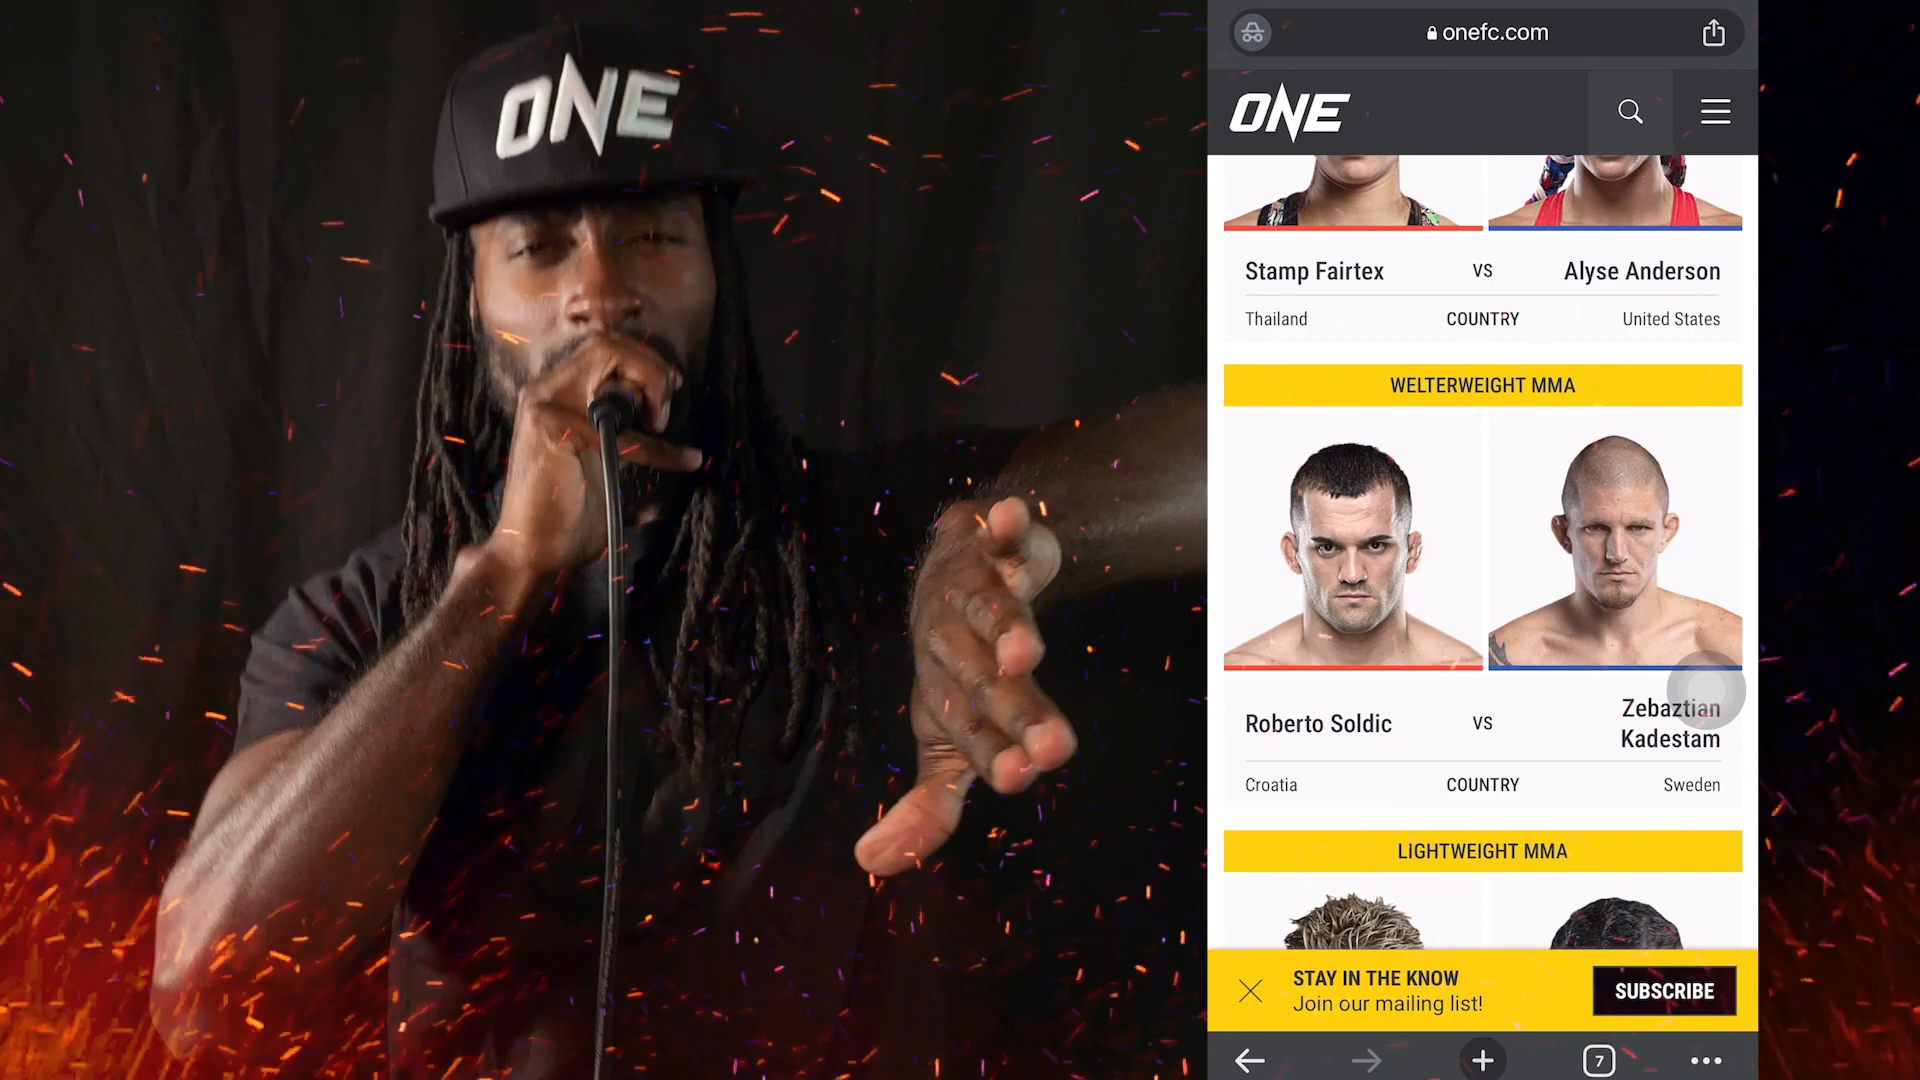 ONE
onefc.com
ONE
Stamp Fairtex VS Alyse Anderson
Thailand COUNTRY United States
WELTERWEIGHT MMA
Roberto Soldic VS Zebaztian
Kadestam
Croatia COUNTRY Sweden
LIGHTWEIGHT MMA
STAY IN THE KNOW
Join our mailing list!
SUBSCRIBE
7